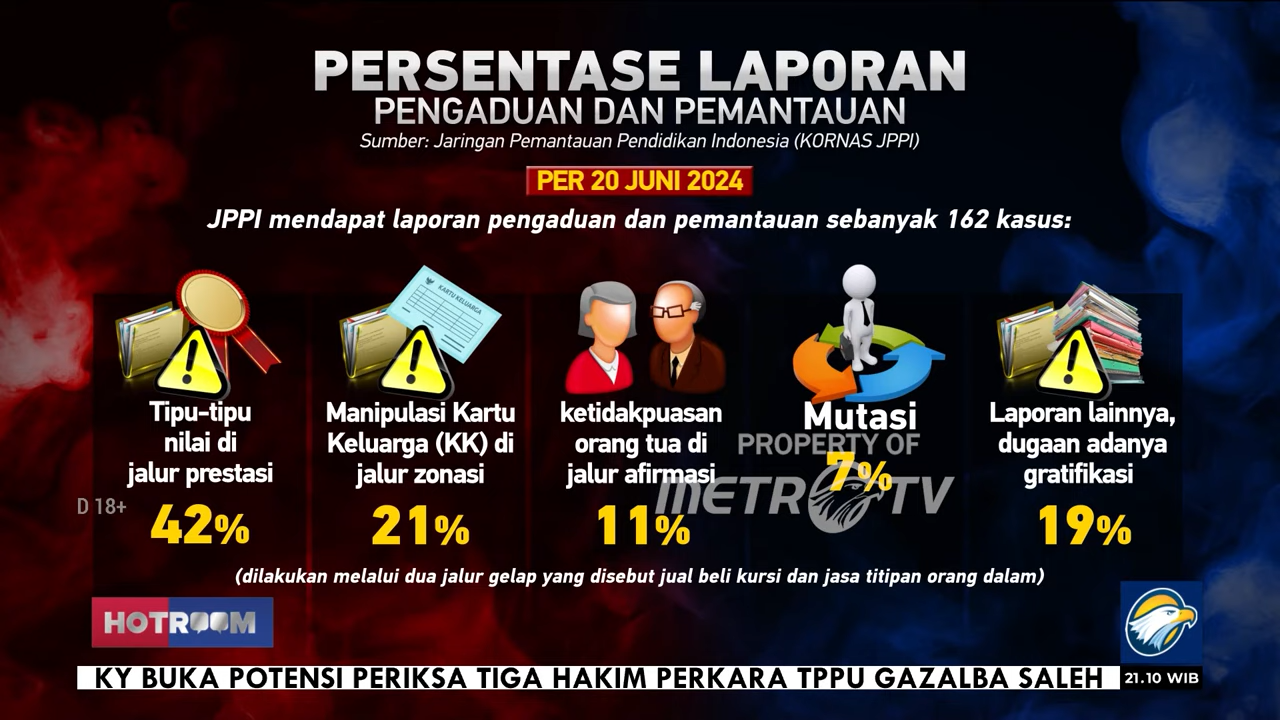 PERSENTASE LAPORAN
PENGADUAN DAN PEMANTAUAN
Sumber: Jaringan Pemantauan Pendidikan Indonesia (KORNAS JPPI)
PER 20 JUNI 2024
JPPI mendapat laporan pengaduan dan pemantauan sebanyak 162 kasus:
Tipu-tipu
nilai di
jalur prestasi
42%
KARTU KELUARGA
Manipulasi Kartu
Keluarga (KK) di
jalur zonasi
21%
ketidakpuasan
orang tua di
jalur afirmasi
11%
Mutasi
7%
Laporan lainnya,
dugaan adanya
gratifikasi
19%
PROPERTY OF
METRO TV
D 18+
(dilakukan melalui dua jalur gelap yang disebut jual beli kursi dan jasa titipan orang dalam)
HOTROOM
KY BUKA POTENSI PERIKSA TIGA HAKIM PERKARA TPPU GAZALBA SALEH
21.10 WIB